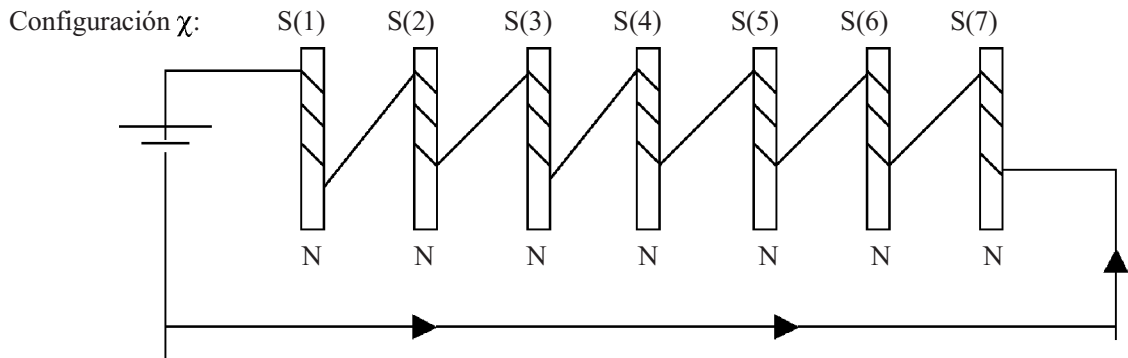 Configuración χ: S(1) S(2) S(3) S(4) S(5) S(6) S(7)
N N N N N N N